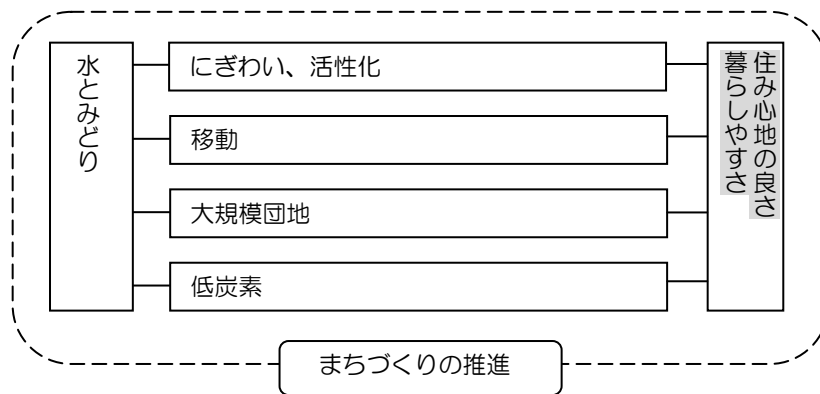 水とみどり
にぎわい、活性化
移動
大規模団地
低炭素
住み心地の良さ
暮らしやすさ
まちづくりの推進